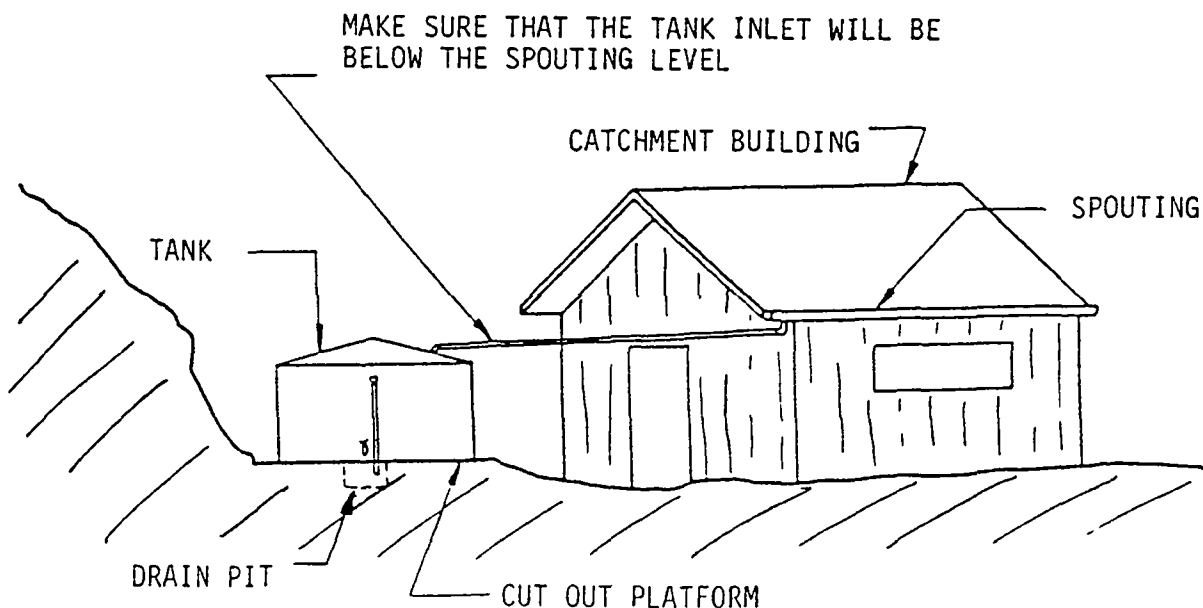 MAKE SURE THAT THE TANK INLET WILL BE
BELOW THE SPOUTING LEVEL
CATCHMENT BUILDING
SPOUTING
TANK
DRAIN PIT
CUT OUT PLATFORM